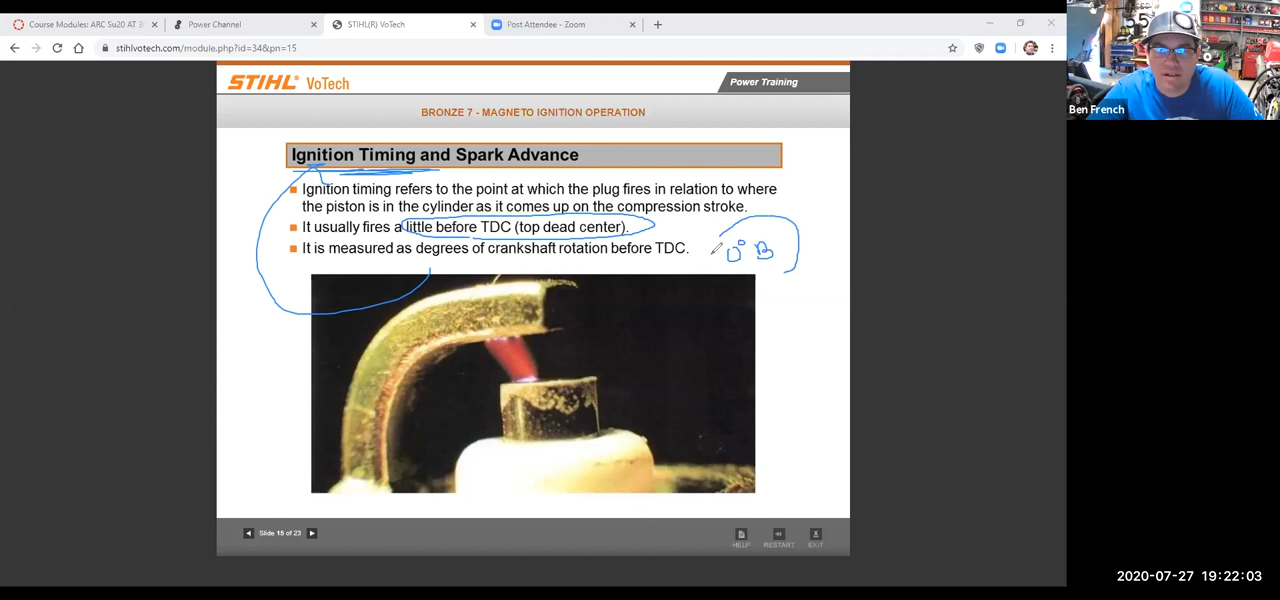 Course Modules: ARC Su20 AT 3
Power Channel
STIHL(R) VoTech
Post Attendee - Zoom
stihlvotech.com/module.php?id=34&pn=15
STIHL VoTech
Power Training
BRONZE 7 - MAGNETO IGNITION OPERATION
Ignition Timing and Spark Advance
Ignition timing refers to the point at which the plug fires in relation to where
the piston is in the cylinder as it comes up on the compression stroke.
It usually fires a little before TDC (top dead center).
It is measured as degrees of crankshaft rotation before TDC.
0° B
Slide 15 of 23
HELP
RESTART
EXIT
Ben French
2020-07-27 19:22:03